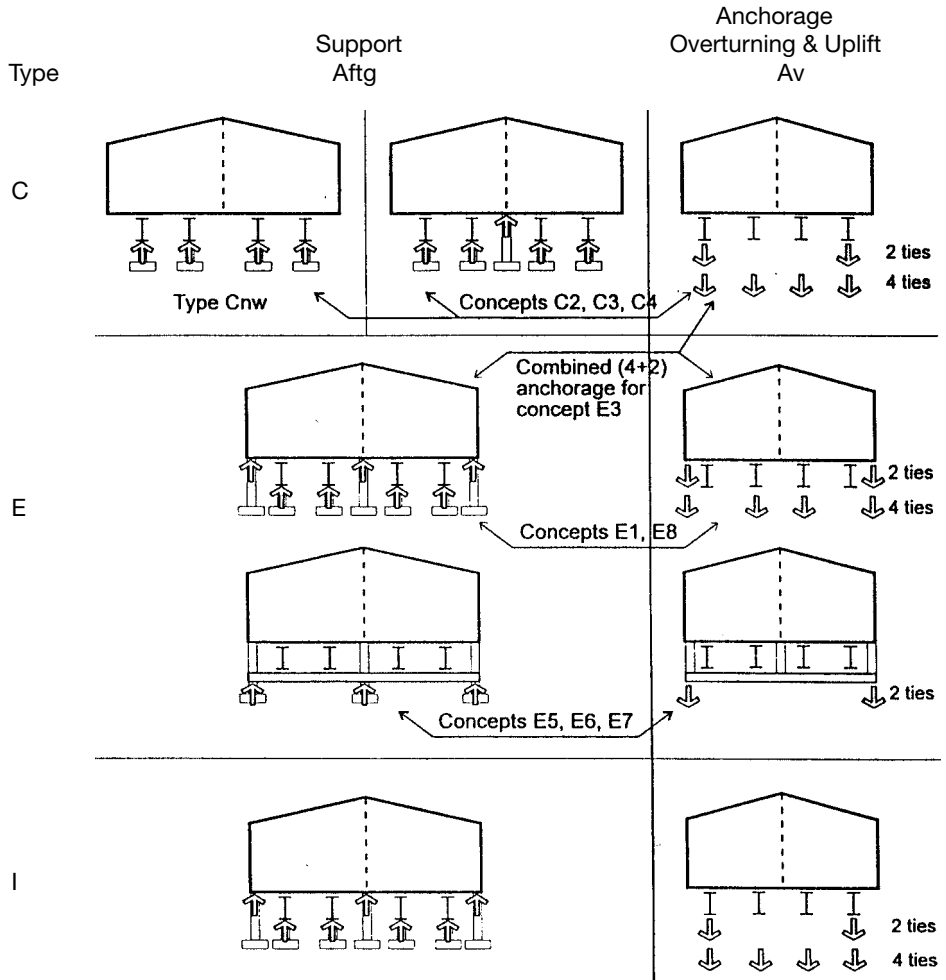 Type
Support
Aftg
Anchorage
Overturning & Uplift
Av
C
2 ties
4 ties
Type Cnw
Concepts C2, C3, C4
Combined (4+2)
anchorage for
concept E3
E
2 ties
4 ties
Concepts E1, E8
2 ties
Concepts E5, E6, E7
I
2 ties
4 ties